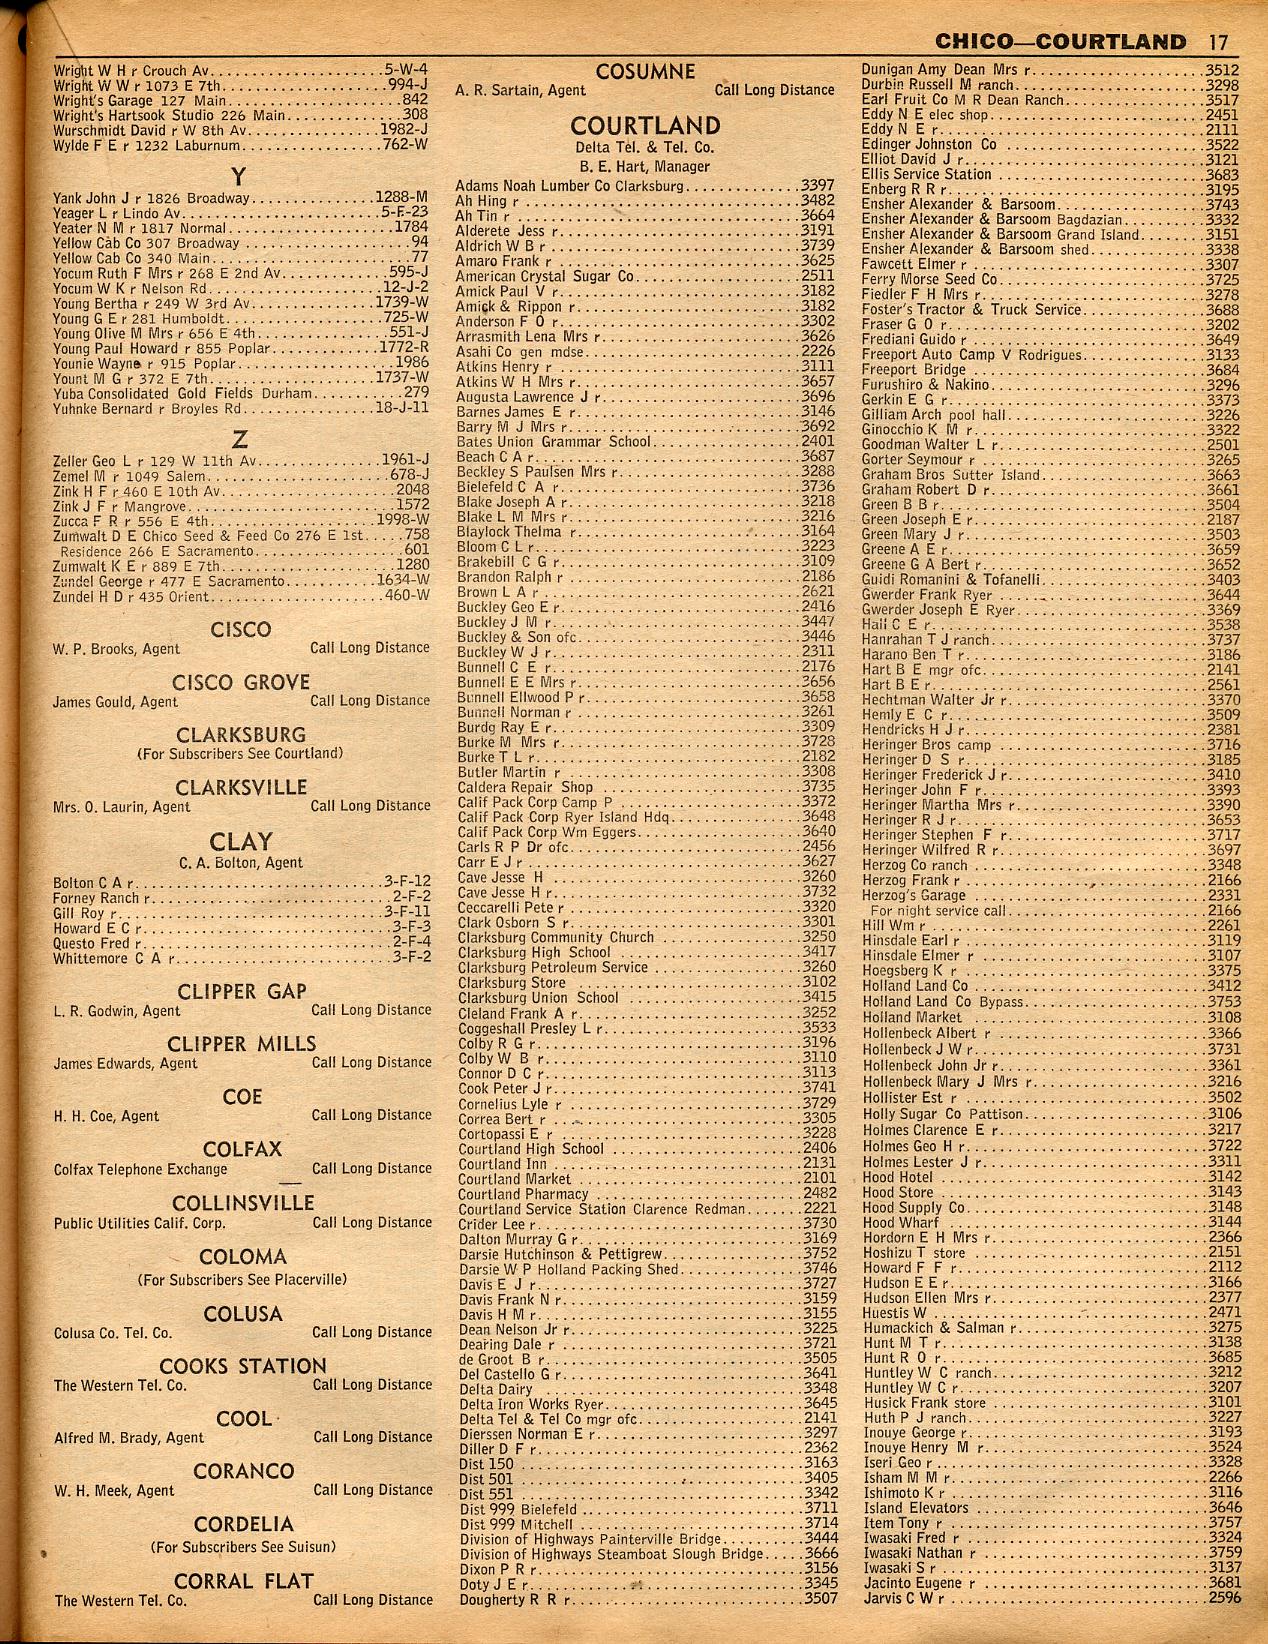 CHICO—COURTLAND 17
Wright W H r Crouch Av. 5-W-4
Wright W W r 1073 E 7th 994-J
Wright's Garage 127 Main 842
Wright's Hartsook Studio 226 Main 308
Wurschmidt David r W 8th Av 1982-J
Wylde F E r 1232 Laburnum 762-W
Y
Yank John J r 1826 Broadway 1288-M
Yeager L r Lindo Av 5-F-23
Yeater N M r 1817 Normal 1784
Yellow Cab Co 307 Broadway 94
Yellow Cab Co 340 Main 77
Yocum Ruth F Mrs r 268 E 2nd Av 595-J
Yocum W K r Nelson Rd 12-J-2
Young Bertha r 249 W 3rd Av 1739-W
Young G E r 281 Humboldt 725-W
Young Olive M Mrs r 656 E 4th 551-J
Young Paul Howard r 855 Poplar 1772-R
Younie Wayne r 915 Poplar 1986
Yount M G r 372 E 7th 1737-W
Yuba Consolidated Gold Fields Durham 279
Yuhnke Bernard r Broyles Rd 18-J-11
Z
Zeller Geo L r 129 W 11th Av 1961-J
Zemel M r 1049 Salem 678-J
Zink H F r 460 E 10th Av 2048
Zink J F r Mangrove 1572
Zucca F R r 556 E 4th 1998-W
Zumwalt D E Chico Seed & Feed Co 276 E 1st 758
Residence 266 E Sacramento 601
Zumwalt K E r 889 E 7th 1280
Zundel George r 477 E Sacramento 1634-W
Zundel H D r 435 Orient 460-W
CISCO
W. P. Brooks, Agent Call Long Distance
CISCO GROVE
James Gould, Agent Call Long Distance
CLARKSBURG
(For Subscribers See Courtland)
CLARKSVILLE
Mrs. O. Laurin, Agent Call Long Distance
CLAY
C. A. Bolton, Agent
Bolton C A r 3-F-12
Forney Ranch r 2-F-2
Gill Roy r 3-F-11
Howard E C r 3-F-3
Questo Fred r 2-F-4
Whittemore C A r 3-F-2
CLIPPER GAP
L. R. Godwin, Agent Call Long Distance
CLIPPER MILLS
James Edwards, Agent Call Long Distance
COE
H. H. Coe, Agent Call Long Distance
COLFAX
Colfax Telephone Exchange Call Long Distance
COLLINSVILLE
Public Utilities Calif. Corp. Call Long Distance
COLOMA
(For Subscribers See Placerville)
COLUSA
Colusa Co. Tel. Co. Call Long Distance
COOKS STATION
The Western Tel. Co. Call Long Distance
COOL
Alfred M. Brady, Agent Call Long Distance
CORANCO
W. H. Meek, Agent Call Long Distance
CORDELIA
(For Subscribers See Suisun)
CORRAL FLAT
The Western Tel. Co. Call Long Distance
COSUMNE
A. R. Sartain, Agent Call Long Distance
COURTLAND
Delta Tel. & Tel. Co.
B. E. Hart, Manager
Adams Noah Lumber Co Clarksburg 3397
Ah Hing r 3482
Ah Tin r 3664
Alderete Jess r 3191
Aldrich W B r 3739
Amaro Frank r 3625
American Crystal Sugar Co 2511
Amick Paul V r 3182
Amick & Rippon r 3182
Anderson F O r 3302
Arrasmith Lena Mrs r 3626
Asahi Co gen mdse 2226
Atkins Henry r 3111
Atkins W H Mrs r 3657
Augusta Lawrence J r 3696
Barnes James E r 3146
Barry M J Mrs r 3692
Bates Union Grammar School 2401
Beach C A r 3687
Beckley S Paulsen Mrs r 3288
Bielefeld C A r 3736
Blake Joseph A r 3218
Blake L M Mrs r 3216
Blaylock Thelma r 3164
Bloom C L r 3223
Brakebill C G r 3109
Brandon Ralph r 2186
Brown L A r 2621
Buckley Geo E r 2416
Buckley J M r 3447
Buckley & Son ofc 3446
Buckley W J r 2311
Bunnell C E r 2176
Bunnell E E Mrs r 3656
Bunnell Ellwood P r 3658
Bunnell Norman r 3261
Burdg Ray E r 3309
Burke M Mrs r 3728
Burke T L r 2182
Butler Martin r 3308
Caldera Repair Shop 3735
Calif Pack Corp Camp P 3372
Calif Pack Corp Ryer Island Hdq 3648
Calif Pack Corp Wm Eggers 3640
Carls R P Dr ofc 2456
Carr E J r 3627
Cave Jesse H 3260
Cave Jesse H r 3732
Ceccarelli Pete r 3320
Clark Osborn S r 3301
Clarksburg Community Church 3250
Clarksburg High School 3417
Clarksburg Petroleum Service 3260
Clarksburg Store 3102
Clarksburg Union School 3415
Cleland Frank A r 3252
Coggeshall Presley L r 3533
Colby R G r 3196
Colby W B r 3110
Connor D C r 3113
Cook Peter J r 3741
Cornelius Lyle r 3729
Correa Bert r 3305
Cortopassi E r 3228
Courtland High School 2406
Courtland Inn 2131
Courtland Market 2101
Courtland Pharmacy 2482
Courtland Service Station Clarence Redman 2221
Crider Lee r 3730
Dalton Murray G r 3169
Darsie Hutchinson & Pettigrew 3752
Darsie W P Holland Packing Shed 3746
Davis E J r 3727
Davis Frank N r 3159
Davis H M r 3155
Dean Nelson Jr r 3225
Dearing Dale r 3721
de Groot B r 3505
Del Castello G r 3641
Delta Dairy 3348
Delta Iron Works Ryer 3645
Delta Tel & Tel Co mgr ofc 2141
Dierssen Norman E r 3297
Diller D F r 2362
Dist 150 3163
Dist 501 3405
Dist 551 3342
Dist 999 Bielefeld 3711
Dist 999 Mitchell 3714
Division of Highways Painterville Bridge 3444
Division of Highways Steamboat Slough Bridge 3666
Dixon P R r 3156
Doty J E r 3345
Dougherty R R r 3507
Dunigan Amy Dean Mrs r 3512
Durbin Russell M ranch 3298
Earl Fruit Co M R Dean Ranch 3517
Eddy N E elec shop 2451
Eddy N E r 2111
Edinger Johnston Co 3522
Elliot David J r 3121
Ellis Service Station 3683
Enberg R R r 3195
Ensher Alexander & Barsoom 3743
Ensher Alexander & Barsoom Bagdazian 3332
Ensher Alexander & Barsoom Grand Island 3151
Ensher Alexander & Barsoom shed 3338
Fawcett Elmer r 3307
Ferry Morse Seed Co 3725
Fiedler F H Mrs r 3278
Foster's Tractor & Truck Service 3688
Fraser G O r 3202
Frediani Guido r 3649
Freeport Auto Camp V Rodrigues 3133
Freeport Bridge 3684
Furushiro & Nakino 3296
Gerkin E G r 3373
Gilliam Arch pool hall 3226
Ginocchio K M r 3322
Goodman Walter L r 2501
Gorter Seymour r 3265
Graham Bros Sutter Island 3663
Graham Robert D r 3661
Green B B r 3504
Green Joseph E r 2187
Green Mary J r 3503
Greene A E r 3659
Greene G A Bert r 3652
Guidi Romanini & Tofanelli 3403
Gwerder Frank Ryer 3644
Gwerder Joseph E Ryer 3369
Hall C E r 3538
Hanrahan T J ranch 3737
Harano Ben T r 3186
Hart B E mgr ofc 2141
Hart B E r 2561
Hechtman Walter Jr r 3370
Hemly E C r 3509
Hendricks H J r 2381
Heringer Bros camp 3716
Heringer D S r 3185
Heringer Frederick J r 3410
Heringer John F r 3393
Heringer Martha Mrs r 3390
Heringer R J r 3653
Heringer Stephen F r 3717
Heringer Wilfred R r 3697
Herzog Co ranch 3348
Herzog Frank r 2166
Herzog's Garage 2331
For night service call 2166
Hill Wm r 2261
Hinsdale Earl r 3119
Hinsdale Elmer r 3107
Hoegsberg K r 3375
Holland Land Co 3412
Holland Land Co Bypass 3753
Holland Market 3108
Hollenbeck Albert r 3366
Hollenbeck J W r 3731
Hollenbeck John Jr r 3361
Hollenbeck Mary J Mrs r 3216
Hollister Est r 3502
Holly Sugar Co Pattison 3106
Holmes Clarence E r 3217
Holmes Geo H r 3722
Holmes Lester J r 3311
Hood Hotel 3142
Hood Store 3143
Hood Supply Co 3148
Hood Wharf 3144
Hordorn E H Mrs r 2366
Hoshizu T store 2151
Howard F F r 2112
Hudson E E r 3166
Hudson Ellen Mrs r 2377
Huestis W 2471
Humackich & Salman r 3275
Hunt M T r 3138
Hunt R O r 3685
Huntley W C ranch 3212
Huntley W C r 3207
Husick Frank store 3101
Huth P J ranch 3227
Inouye George r 3193
Inouye Henry M r 3524
Iseri Geo r 3328
Isham M M r 2266
Ishimoto K r 3116
Island Elevators 3646
Item Tony r 3757
Iwasaki Fred r 3324
Iwasaki Nathan r 3759
Iwasaki S r 3137
Jacinto Eugene r 3681
Jarvis C W r 2596